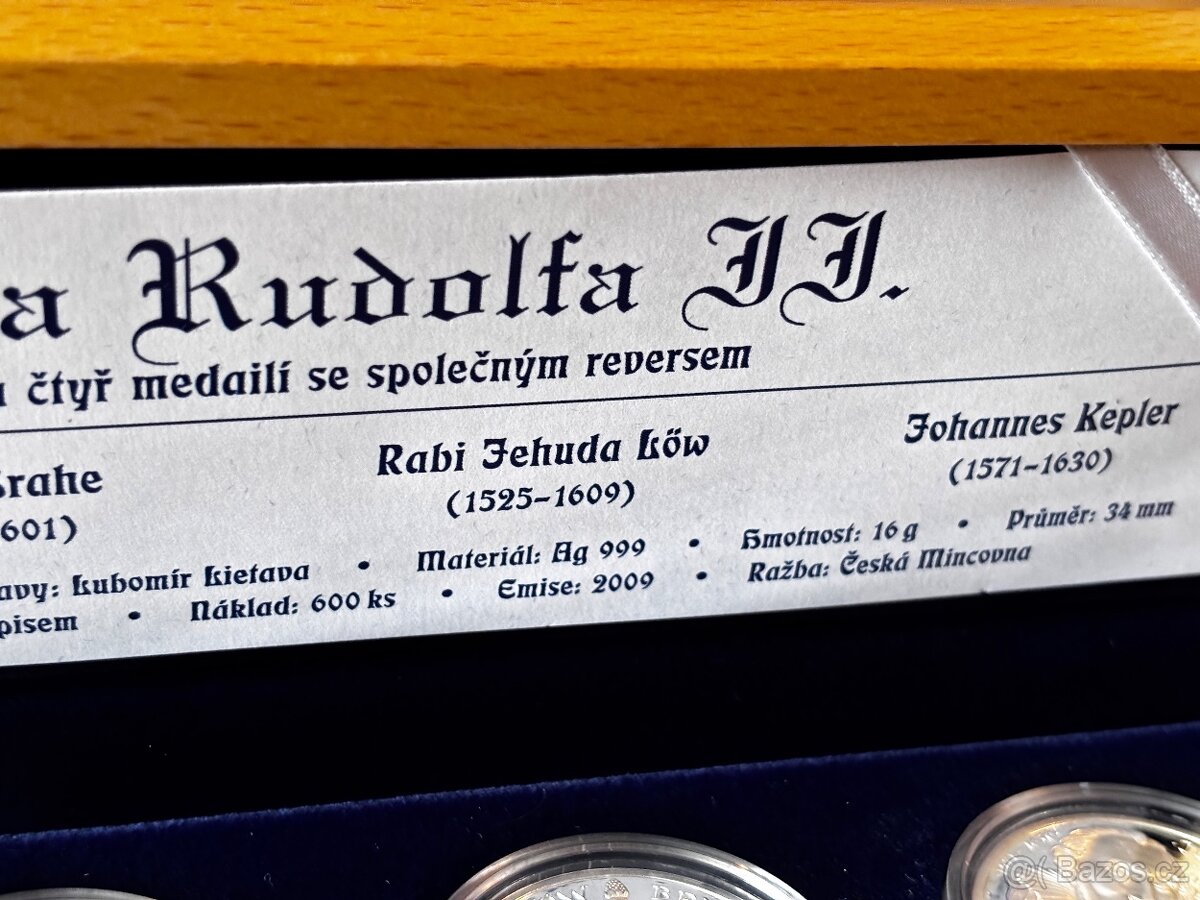 a Rudolfa II.
čtyř medailí se společným reversem
Brahe Rabi Jehuda Löw Johannes Kepler
601) (1525–1609) (1571–1630)
avy: Lubomír Lietava • Materiál: Ag 999 • Hmotnost: 16 g • Průměr: 34 mm
pisem • Náklad: 600 ks • Emise: 2009 • Ražba: Česká Mincovna
Bazos.cz